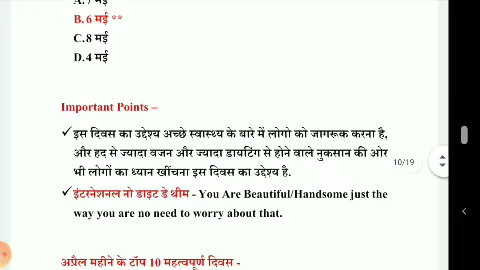 A. 7 मई
B. 6 मई **
C. 8 मई
D. 4 मई
Important Points –
✓ इस दिवस का उद्देश्य अच्छे स्वास्थ्य के बारे में लोगो को जागरूक करना है,
और हद से ज्यादा वजन और ज्यादा डायटिंग से होने वाले नुकसान की ओर
भी लोगों का ध्यान खींचना इस दिवस का उद्देश्य है.
10/19
✓ इंटरनेशनल नो डाइट डे थीम - You Are Beautiful/Handsome just the
way you are no need to worry about that.
अप्रैल महीने के टॉप 10 महत्वपूर्ण दिवस -